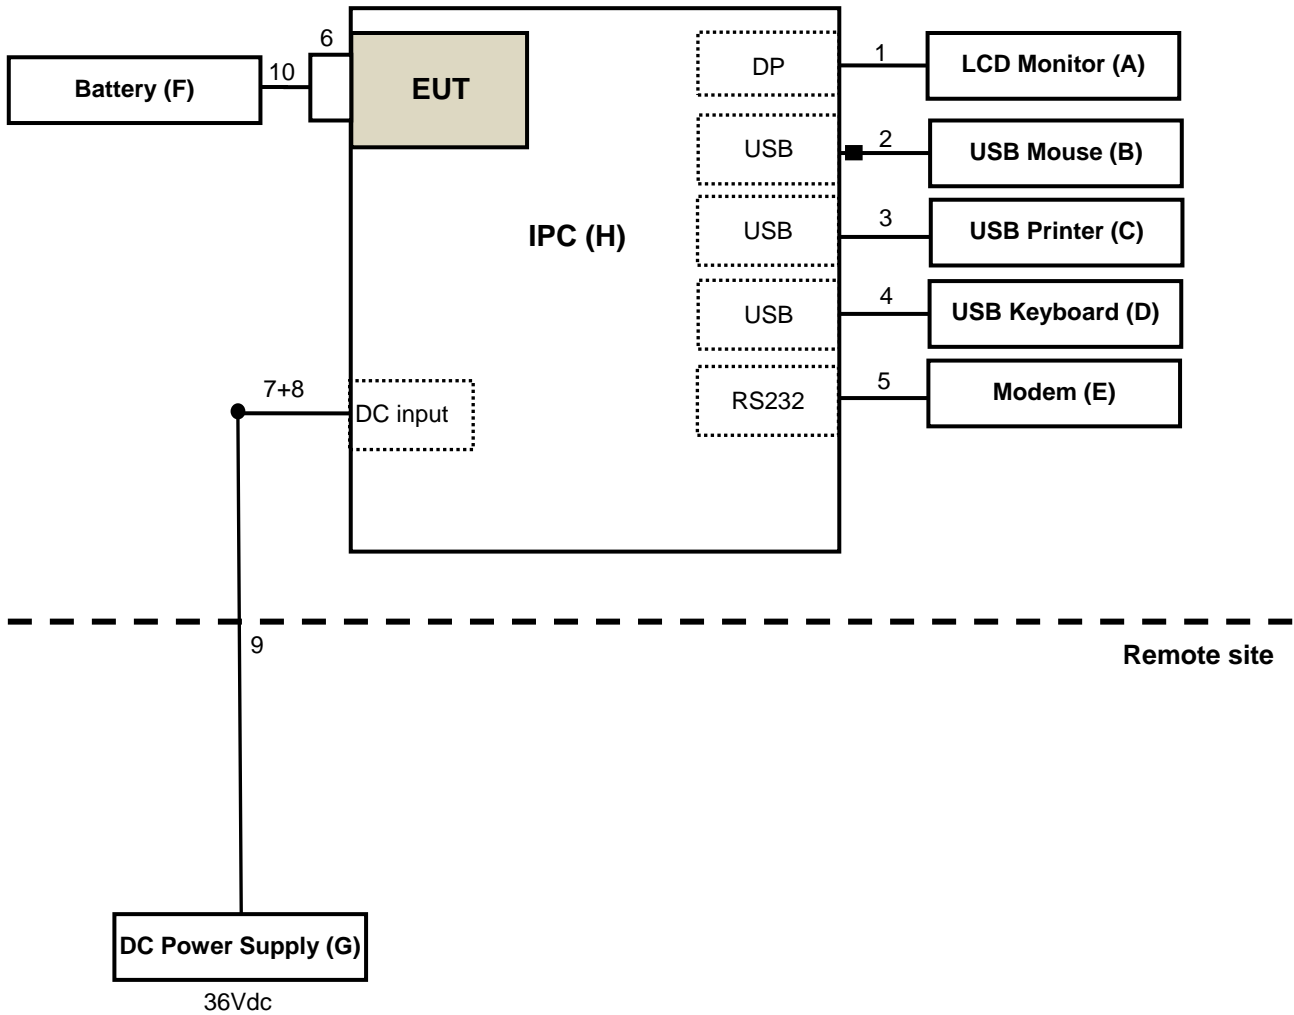 6
10
Battery (F)
EUT
DP
1
LCD Monitor (A)
USB
2
USB Mouse (B)
IPC (H)
USB
3
USB Printer (C)
USB
4
USB Keyboard (D)
7+8
DC input
RS232
5
Modem (E)
9
Remote site
DC Power Supply (G)
36Vdc